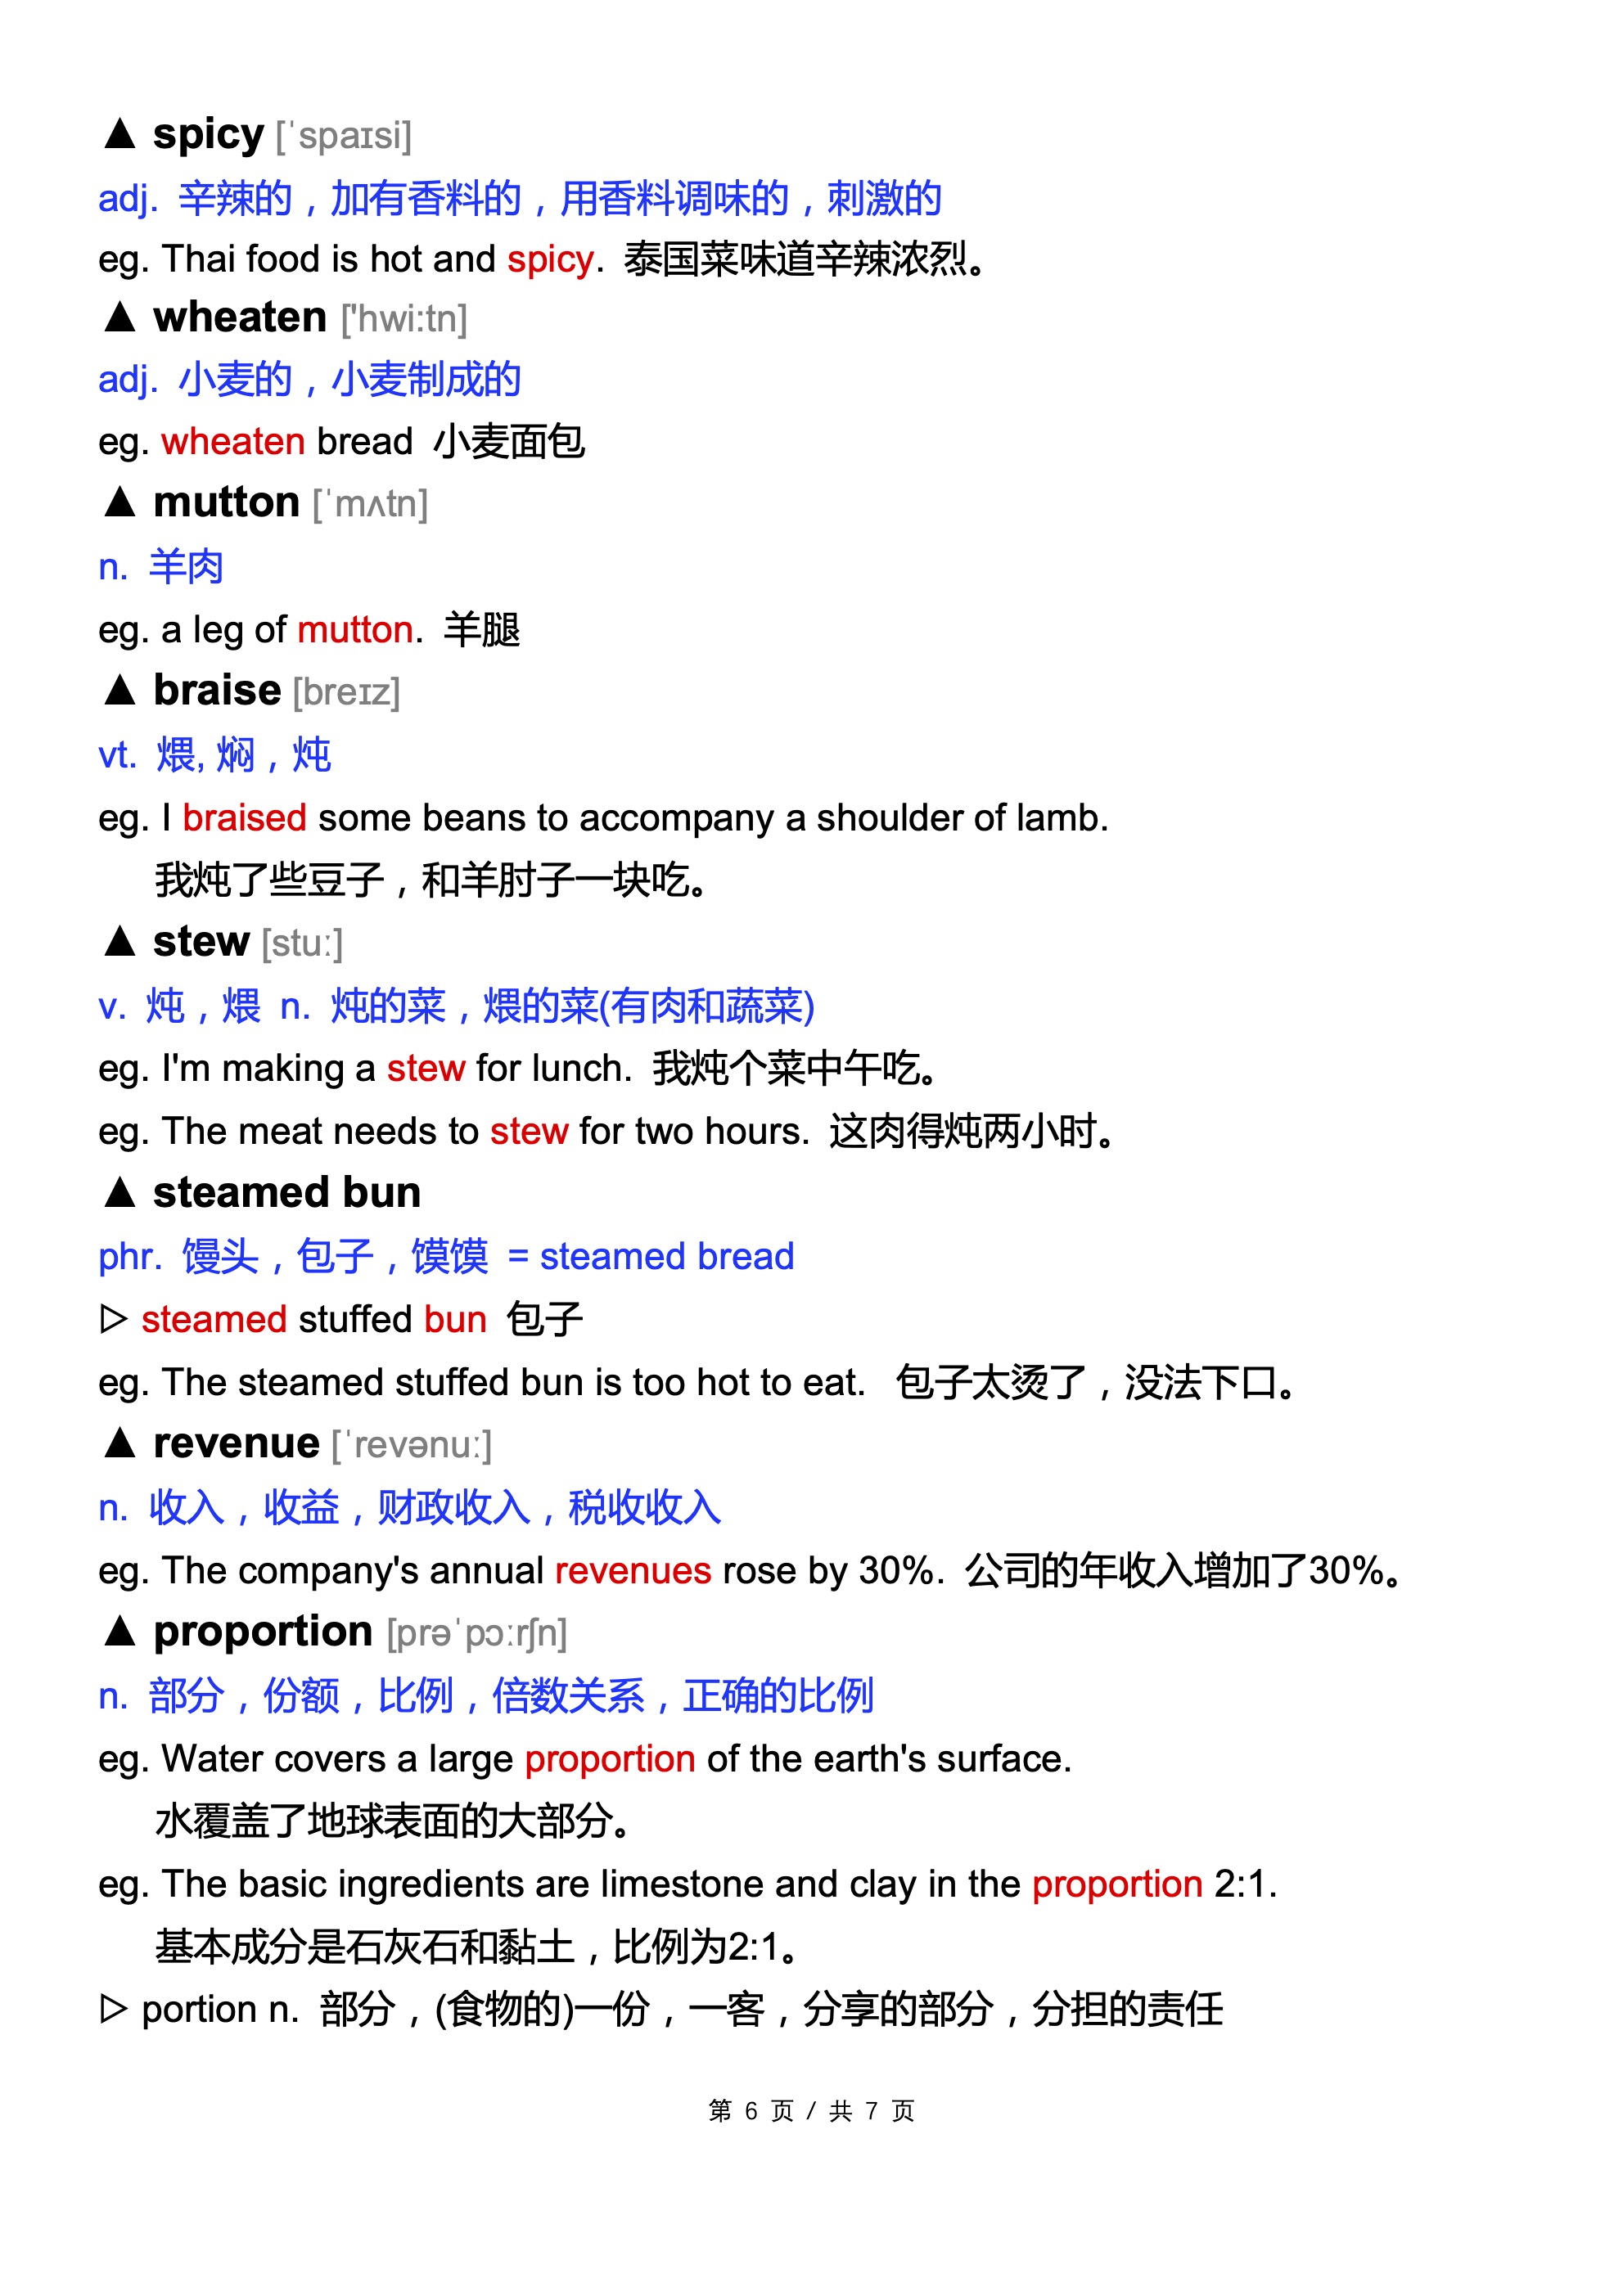 ▲ spicy [ˈspaɪsi]
adj. 辛辣的，加有香料的，用香料调味的，刺激的
eg. Thai food is hot and spicy. 泰国菜味道辛辣浓烈。
▲ wheaten ['hwi:tn]
adj. 小麦的，小麦制成的
eg. wheaten bread 小麦面包
▲ mutton [ˈmʌtn]
n. 羊肉
eg. a leg of mutton. 羊腿
▲ braise [breɪz]
vt. 煨, 焖，炖
eg. I braised some beans to accompany a shoulder of lamb.
我炖了些豆子，和羊肘子一块吃。
▲ stew [stuː]
v. 炖，煨 n. 炖的菜，煨的菜(有肉和蔬菜)
eg. I'm making a stew for lunch. 我炖个菜中午吃。
eg. The meat needs to stew for two hours. 这肉得炖两小时。
▲ steamed bun
phr. 馒头，包子，馍馍 = steamed bread
▷ steamed stuffed bun 包子
eg. The steamed stuffed bun is too hot to eat. 包子太烫了，没法下口。
▲ revenue [ˈrevənuː]
n. 收入，收益，财政收入，税收收入
eg. The company's annual revenues rose by 30%. 公司的年收入增加了30%。
▲ proportion [prəˈpɔːrʃn]
n. 部分，份额，比例，倍数关系，正确的比例
eg. Water covers a large proportion of the earth's surface.
水覆盖了地球表面的大部分。
eg. The basic ingredients are limestone and clay in the proportion 2:1.
基本成分是石灰石和黏土，比例为2:1。
▷ portion n. 部分，(食物的)一份，一客，分享的部分，分担的责任
第 6 页 / 共 7 页